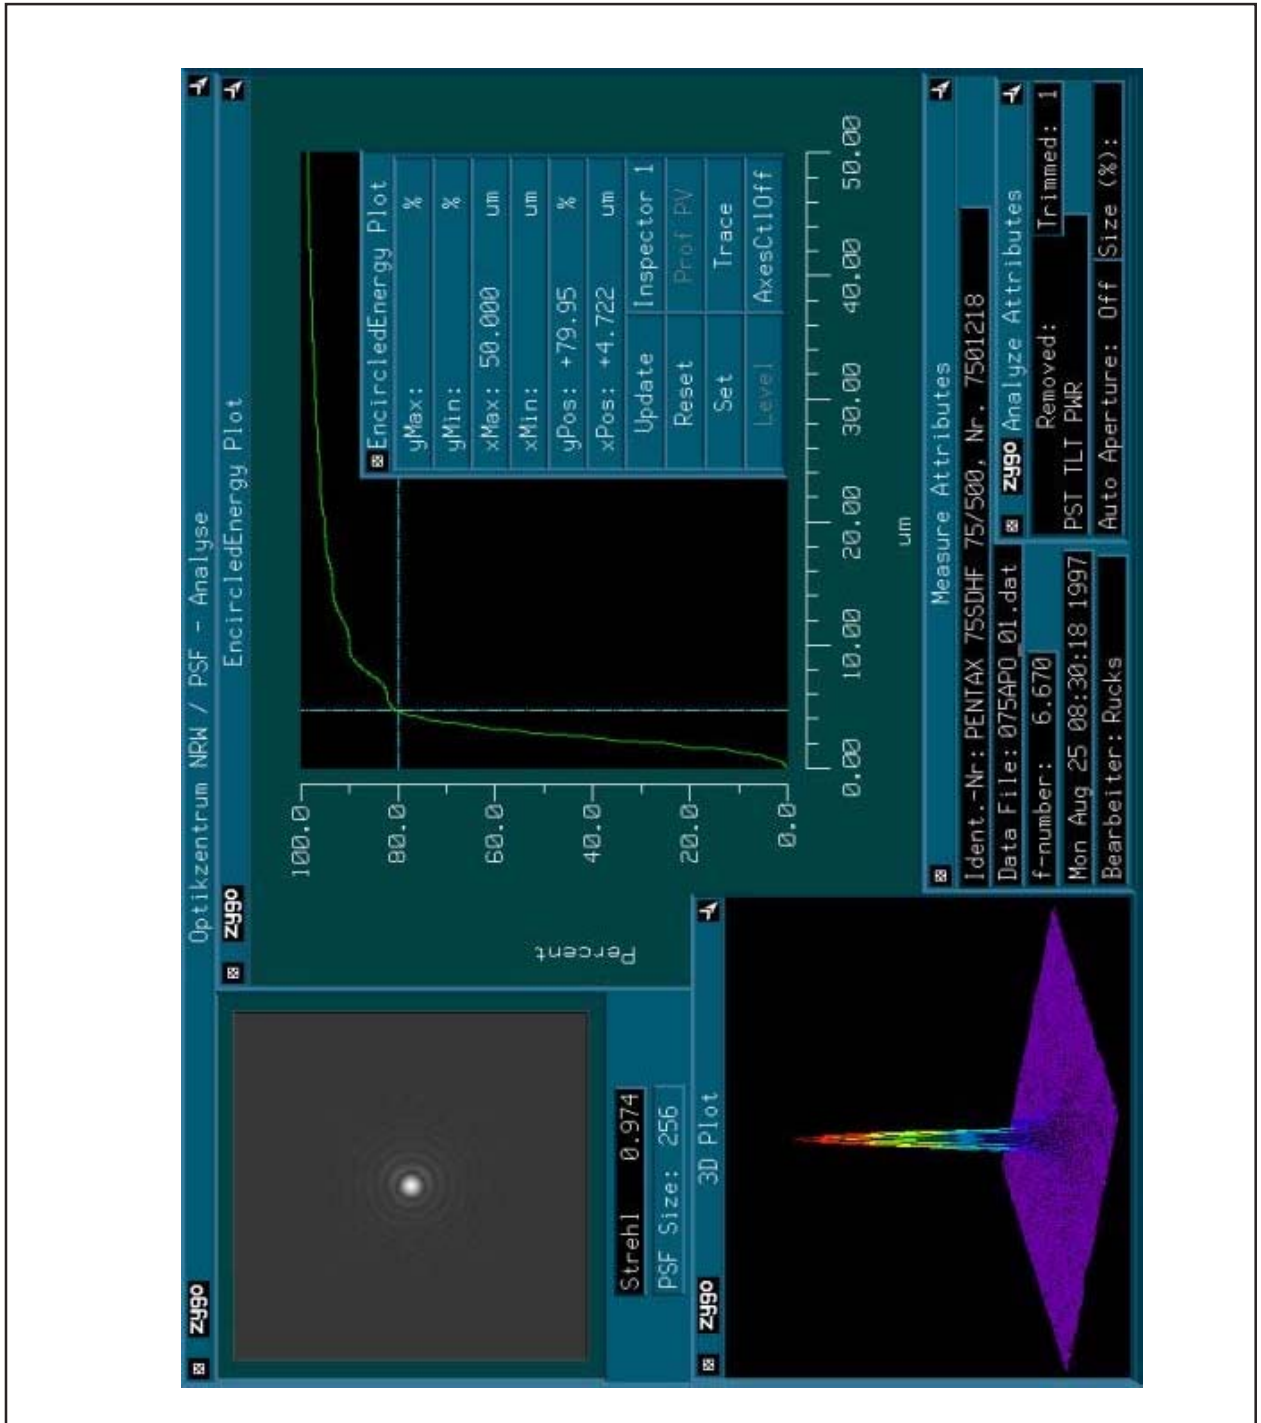 zygo Optikzentrum NRW / PSF - Analyse
Strehl 0.974
PSF Size: 256
zygo EncircledEnergy Plot
Percent
100.0
80.0
60.0
40.0
20.0
0.0
0.00 10.00 20.00 30.00 40.00 50.00
um
EncircledEnergy Plot
yMax: %
yMin: %
xMax: 50.000 um
xMin: um
yPos: +79.95 %
xPos: +4.722 um
Update Inspector 1
Reset Prof PV
Set Trace
Level AxesCtlOff
zygo 3D Plot
Measure Attributes
Ident.-Nr: PENTAX 75SDHF 75/500, Nr. 7501218
Data File: 075APO_01.dat
f-number: 6.670
Mon Aug 25 08:30:18 1997
Bearbeiter: Rucks
zygo Analyze Attributes
Removed: Trimmed: 1
PST TLT PWR
Auto Aperture: Off Size (%):